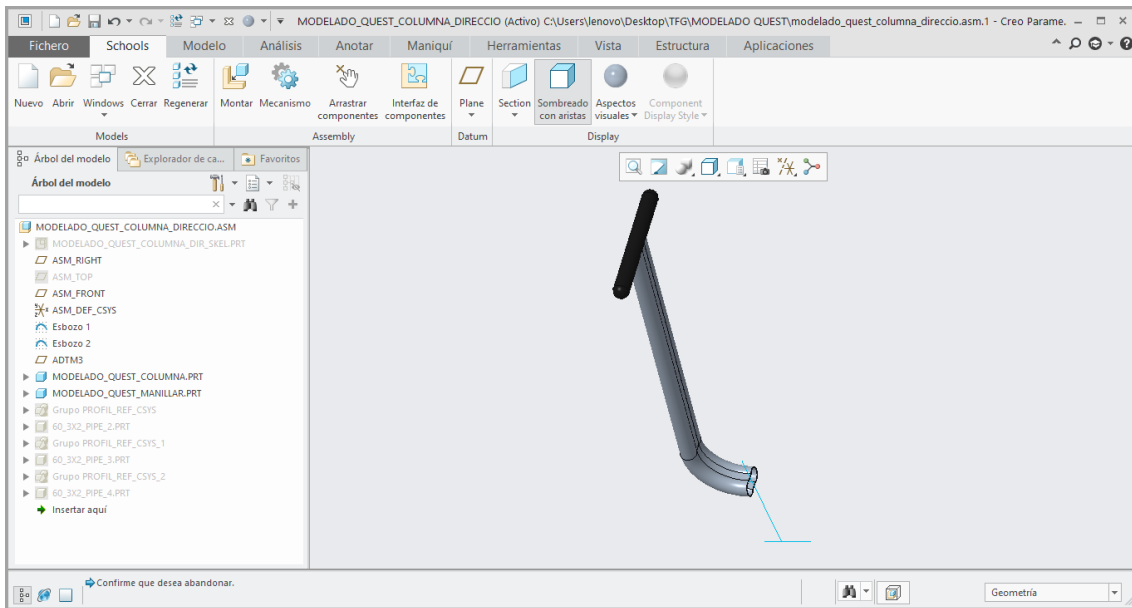 MODELADO_QUEST_COLUMNA_DIRECCIO (Activo) C:\Users\lenovo\Desktop\TFG\MODELADO QUEST\modelado_quest_columna_direccio.asm.1 - Creo Parame.
Fichero Schools Modelo Análisis Anotar Maniquí Herramientas Vista Estructura Aplicaciones
Nuevo Abrir Windows Cerrar Regenerar Montar Mecanismo Arrastrar componentes Interfaz de componentes Plane Section Sombreado con aristas Aspectos visuales Component Display Style
Models Assembly Datum Display
Árbol del modelo Explorador de ca... Favoritos
Árbol del modelo
MODELADO_QUEST_COLUMNA_DIRECCIO.ASM
MODELADO_QUEST_COLUMNA_DIR_SKEL.PRT
ASM_RIGHT
ASM_TOP
ASM_FRONT
ASM_DEF_CSYS
Esbozo 1
Esbozo 2
ADTM3
MODELADO_QUEST_COLUMNA.PRT
MODELADO_QUEST_MANILLAR.PRT
Grupo PROFIL_REF_CSYS
60_3X2_PIPE_2.PRT
Grupo PROFIL_REF_CSYS_1
60_3X2_PIPE_3.PRT
Grupo PROFIL_REF_CSYS_2
60_3X2_PIPE_4.PRT
Insertar aquí
Confirme que desea abandonar.
Geometría